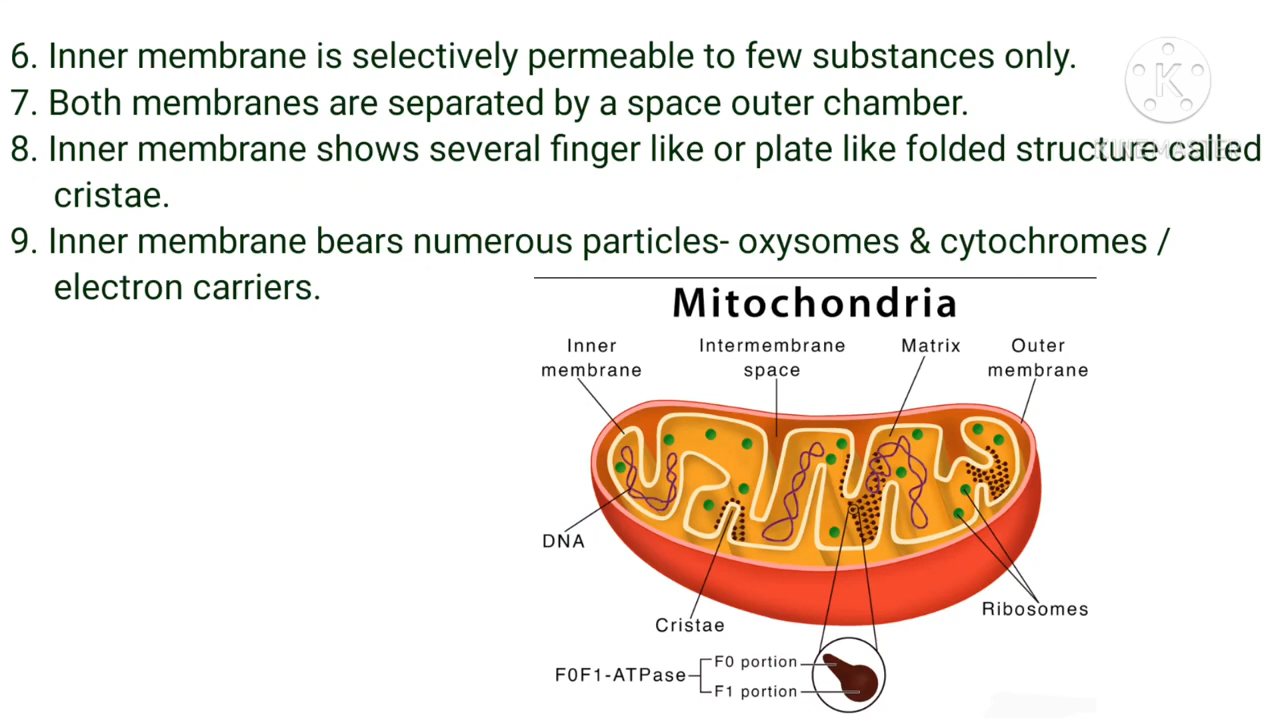 6. Inner membrane is selectively permeable to few substances only.
7. Both membranes are separated by a space outer chamber.
8. Inner membrane shows several finger like or plate like folded structure called
cristae.
9. Inner membrane bears numerous particles- oxysomes & cytochromes /
electron carriers.
K
KINEMASTER
Mitochondria
Inner
membrane
Intermembrane
space
Matrix
Outer
membrane
DNA
Cristae
Ribosomes
F0F1-ATPase
F0 portion
F1 portion